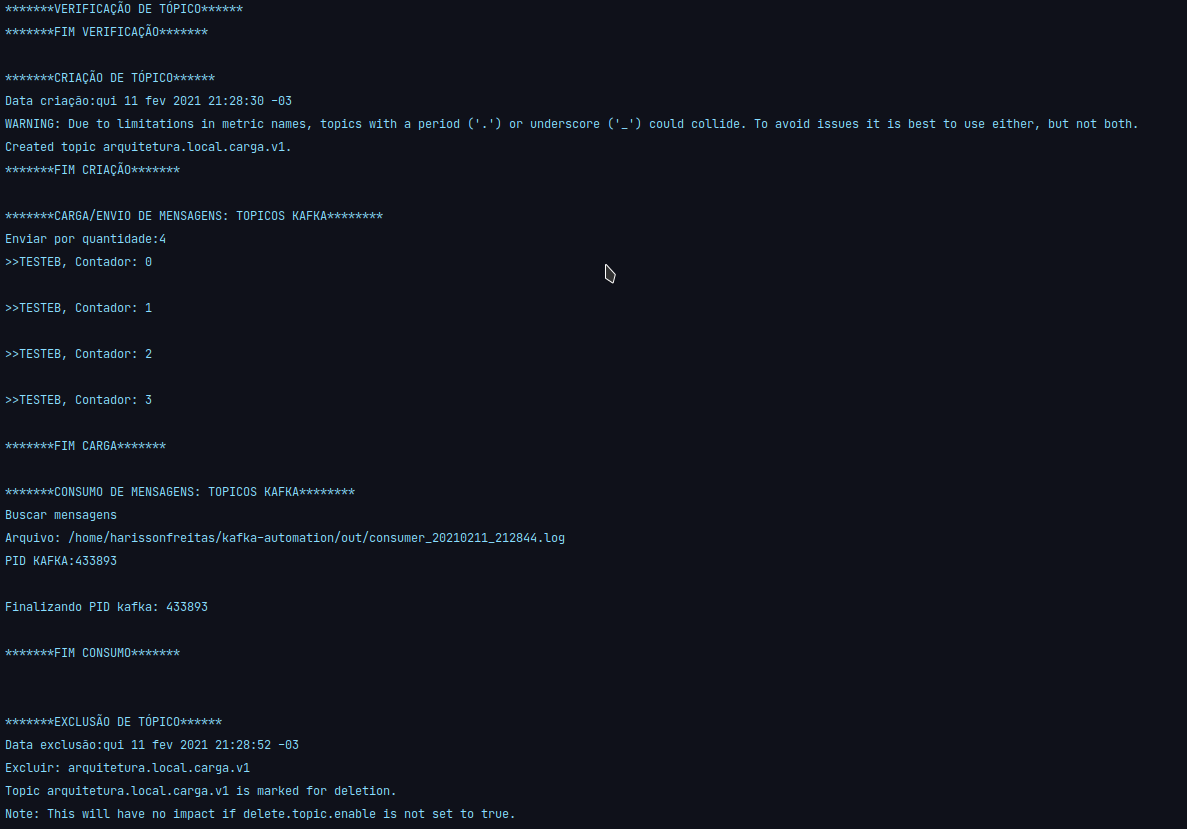 *******VERIFICAÇÃO DE TÓPICO******
*******FIM VERIFICAÇÃO*******
*******CRIAÇÃO DE TÓPICO******
Data criação:qui 11 fev 2021 21:28:30 -03
WARNING: Due to limitations in metric names, topics with a period ('.') or underscore ('_') could collide. To avoid issues it is best to use either, but not both.
Created topic arquitetura.local.carga.v1.
*******FIM CRIAÇÃO*******
*******CARGA/ENVIO DE MENSAGENS: TOPICOS KAFKA********
Enviar por quantidade:4
>>TESTEB, Contador: 0
>>TESTEB, Contador: 1
>>TESTEB, Contador: 2
>>TESTEB, Contador: 3
*******FIM CARGA*******
*******CONSUMO DE MENSAGENS: TOPICOS KAFKA********
Buscar mensagens
Arquivo: /home/harissonfreitas/kafka-automation/out/consumer_20210211_212844.log
PID KAFKA:433893
Finalizando PID kafka: 433893
*******FIM CONSUMO*******
*******EXCLUSÃO DE TÓPICO******
Data exclusão:qui 11 fev 2021 21:28:52 -03
Excluir: arquitetura.local.carga.v1
Topic arquitetura.local.carga.v1 is marked for deletion.
Note: This will have no impact if delete.topic.enable is not set to true.